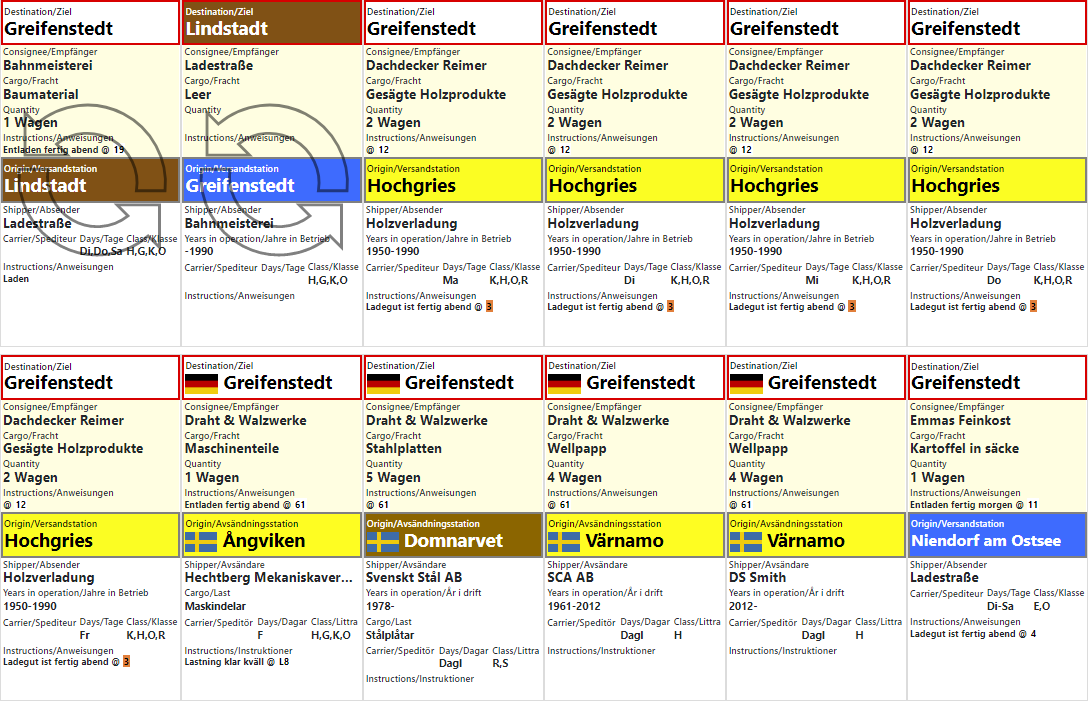 Destination/Ziel
Greifenstedt
Consignee/Empfänger
Bahnmeisterei
Cargo/Fracht
Baumaterial
Quantity
1 Wagen
Instructions/Anweisungen
Entladen fertig abend @ 19
Origin/Versandstation
Lindstadt
Shipper/Absender
Ladestraße
Carrier/Spediteur Days/Tage Class/Klasse
Di,Do,Sa H,G,K,O
Instructions/Anweisungen
Laden
Destination/Ziel
Lindstadt
Consignee/Empfänger
Ladestraße
Cargo/Fracht
Leer
Quantity
Instructions/Anweisungen
Origin/Versandstation
Greifenstedt
Shipper/Absender
Bahnmeisterei
Years in operation/Jahre in Betrieb
-1990
Carrier/Spediteur Days/Tage Class/Klasse
H,G,K,O
Instructions/Anweisungen
Destination/Ziel
Greifenstedt
Consignee/Empfänger
Dachdecker Reimer
Cargo/Fracht
Gesägte Holzprodukte
Quantity
2 Wagen
Instructions/Anweisungen
@ 12
Origin/Versandstation
Hochgries
Shipper/Absender
Holzverladung
Years in operation/Jahre in Betrieb
1950-1990
Carrier/Spediteur Days/Tage Class/Klasse
Ma K,H,O,R
Instructions/Anweisungen
Ladegut ist fertig abend @ 3
Destination/Ziel
Greifenstedt
Consignee/Empfänger
Dachdecker Reimer
Cargo/Fracht
Gesägte Holzprodukte
Quantity
2 Wagen
Instructions/Anweisungen
@ 12
Origin/Versandstation
Hochgries
Shipper/Absender
Holzverladung
Years in operation/Jahre in Betrieb
1950-1990
Carrier/Spediteur Days/Tage Class/Klasse
Di K,H,O,R
Instructions/Anweisungen
Ladegut ist fertig abend @ 3
Destination/Ziel
Greifenstedt
Consignee/Empfänger
Dachdecker Reimer
Cargo/Fracht
Gesägte Holzprodukte
Quantity
2 Wagen
Instructions/Anweisungen
@ 12
Origin/Versandstation
Hochgries
Shipper/Absender
Holzverladung
Years in operation/Jahre in Betrieb
1950-1990
Carrier/Spediteur Days/Tage Class/Klasse
Mi K,H,O,R
Instructions/Anweisungen
Ladegut ist fertig abend @ 3
Destination/Ziel
Greifenstedt
Consignee/Empfänger
Dachdecker Reimer
Cargo/Fracht
Gesägte Holzprodukte
Quantity
2 Wagen
Instructions/Anweisungen
@ 12
Origin/Versandstation
Hochgries
Shipper/Absender
Holzverladung
Years in operation/Jahre in Betrieb
1950-1990
Carrier/Spediteur Days/Tage Class/Klasse
Do K,H,O,R
Instructions/Anweisungen
Ladegut ist fertig abend @ 3
Destination/Ziel
Greifenstedt
Consignee/Empfänger
Dachdecker Reimer
Cargo/Fracht
Gesägte Holzprodukte
Quantity
2 Wagen
Instructions/Anweisungen
@ 12
Origin/Versandstation
Hochgries
Shipper/Absender
Holzverladung
Years in operation/Jahre in Betrieb
1950-1990
Carrier/Spediteur Days/Tage Class/Klasse
Fr K,H,O,R
Instructions/Anweisungen
Ladegut ist fertig abend @ 3
Destination/Ziel
Greifenstedt
Consignee/Empfänger
Draht & Walzwerke
Cargo/Fracht
Maschinenteile
Quantity
1 Wagen
Instructions/Anweisungen
Entladen fertig abend @ 61
Origin/Avsändningsstation
Ångviken
Shipper/Avsändare
Hechtberg Mekaniskaver...
Cargo/Last
Maskindelar
Carrier/Speditör Days/Dagar Class/Littra
F H,G,K,O
Instructions/Instruktioner
Lastning klar kväll @ L8
Destination/Ziel
Greifenstedt
Consignee/Empfänger
Draht & Walzwerke
Cargo/Fracht
Stahlplatten
Quantity
5 Wagen
Instructions/Anweisungen
@ 61
Origin/Avsändningsstation
Domnarvet
Shipper/Avsändare
Svenskt Stål AB
Years in operation/År i drift
1978-
Cargo/Last
Stålplåtar
Carrier/Speditör Days/Dagar Class/Littra
Dagl R,S
Instructions/Instruktioner
Destination/Ziel
Greifenstedt
Consignee/Empfänger
Draht & Walzwerke
Cargo/Fracht
Wellpapp
Quantity
4 Wagen
Instructions/Anweisungen
@ 61
Origin/Avsändningsstation
Värnamo
Shipper/Avsändare
SCA AB
Years in operation/År i drift
1961-2012
Carrier/Speditör Days/Dagar Class/Littra
Dagl H
Instructions/Instruktioner
Destination/Ziel
Greifenstedt
Consignee/Empfänger
Draht & Walzwerke
Cargo/Fracht
Wellpapp
Quantity
4 Wagen
Instructions/Anweisungen
@ 61
Origin/Avsändningsstation
Värnamo
Shipper/Avsändare
DS Smith
Years in operation/År i drift
2012-
Carrier/Speditör Days/Dagar Class/Littra
Dagl H
Instructions/Instruktioner
Destination/Ziel
Greifenstedt
Consignee/Empfänger
Emmas Feinkost
Cargo/Fracht
Kartoffel in säcke
Quantity
1 Wagen
Instructions/Anweisungen
Entladen fertig morgen @ 11
Origin/Versandstation
Niendorf am Ostsee
Shipper/Absender
Ladestraße
Carrier/Spediteur Days/Tage Class/Klasse
Di-Sa E,O
Instructions/Anweisungen
Ladegut ist fertig abend @ 4